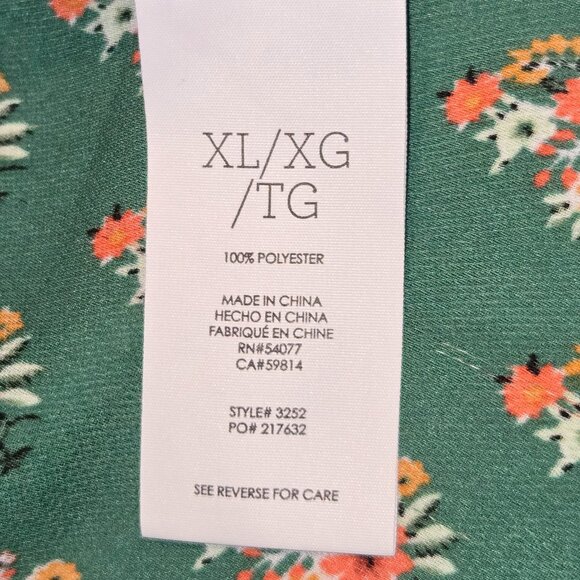 XL/XG
/TG
100% POLYESTER
MADE IN CHINA
HECHO EN CHINA
FABRIQUÉ EN CHINE
RN#54077
CA#59814
STYLE# 3252
PO# 217632
SEE REVERSE FOR CARE